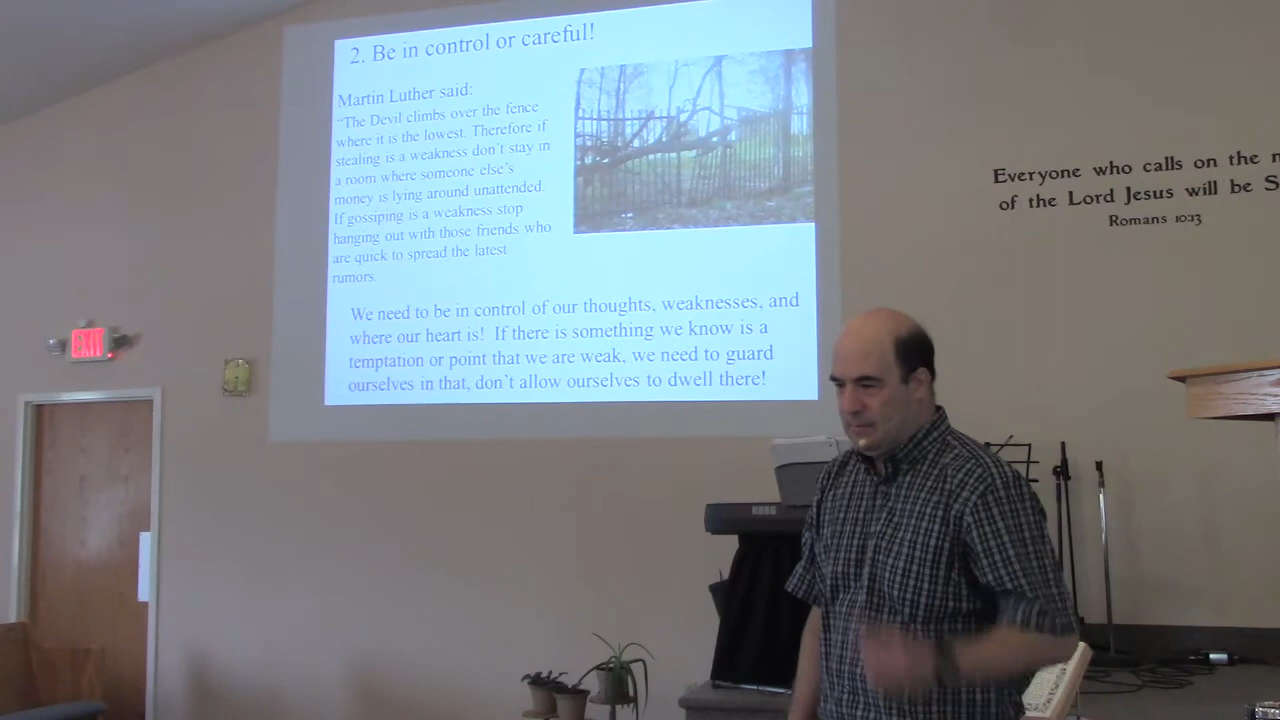 2. Be in control or careful!
Martin Luther said:
"The Devil climbs over the fence
where it is the lowest. Therefore if
stealing is a weakness don't stay in
a room where someone else's
money is lying around unattended.
If gossiping is a weakness stop
hanging out with those friends who
are quick to spread the latest
rumors.
We need to be in control of our thoughts, weaknesses, and
where our heart is! If there is something we know is a
temptation or point that we are weak, we need to guard
ourselves in that, don't allow ourselves to dwell there!
Everyone who calls on the n
of the Lord Jesus will be S
Romans 10:13
EXIT
KORG